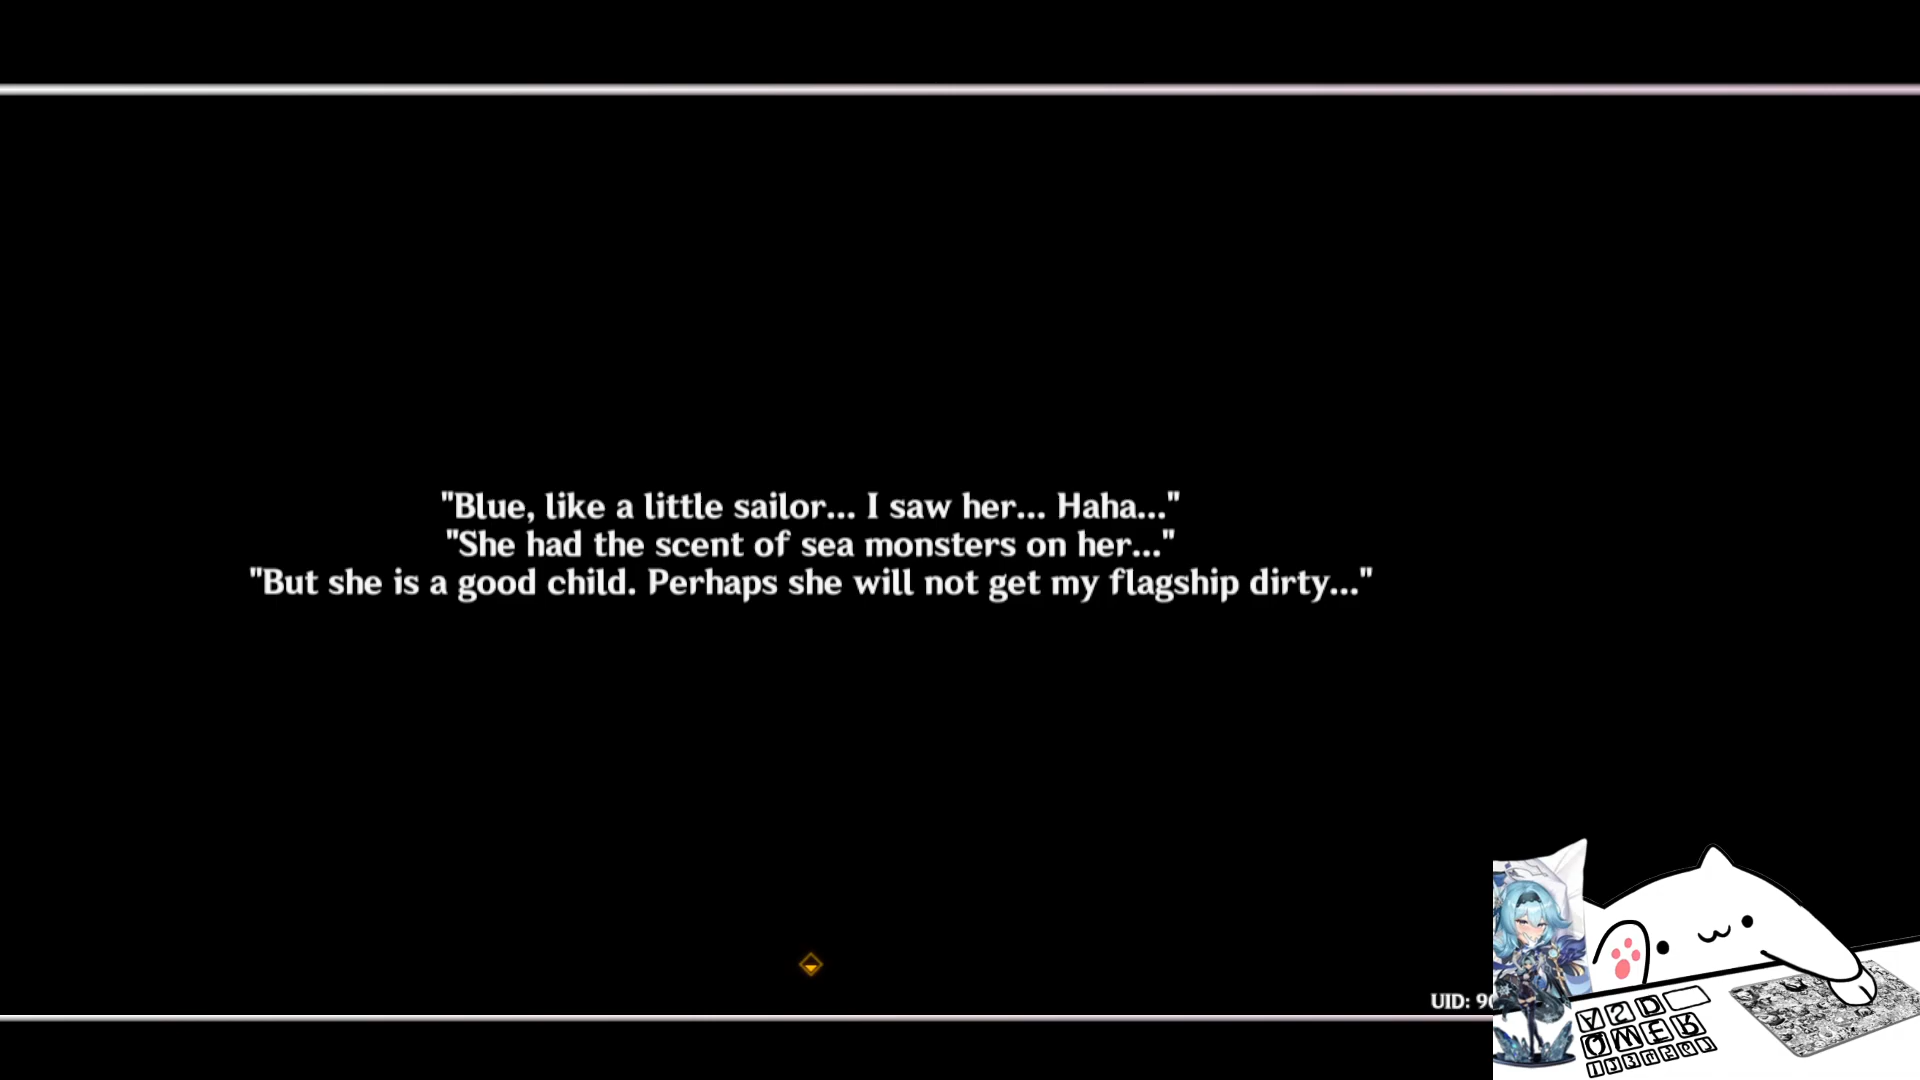 "Blue, like a little sailor... I saw her... Haha..."
"She had the scent of sea monsters on her..."
"But she is a good child. Perhaps she will not get my flagship dirty..."
UID: 90
A S D
Q W E R